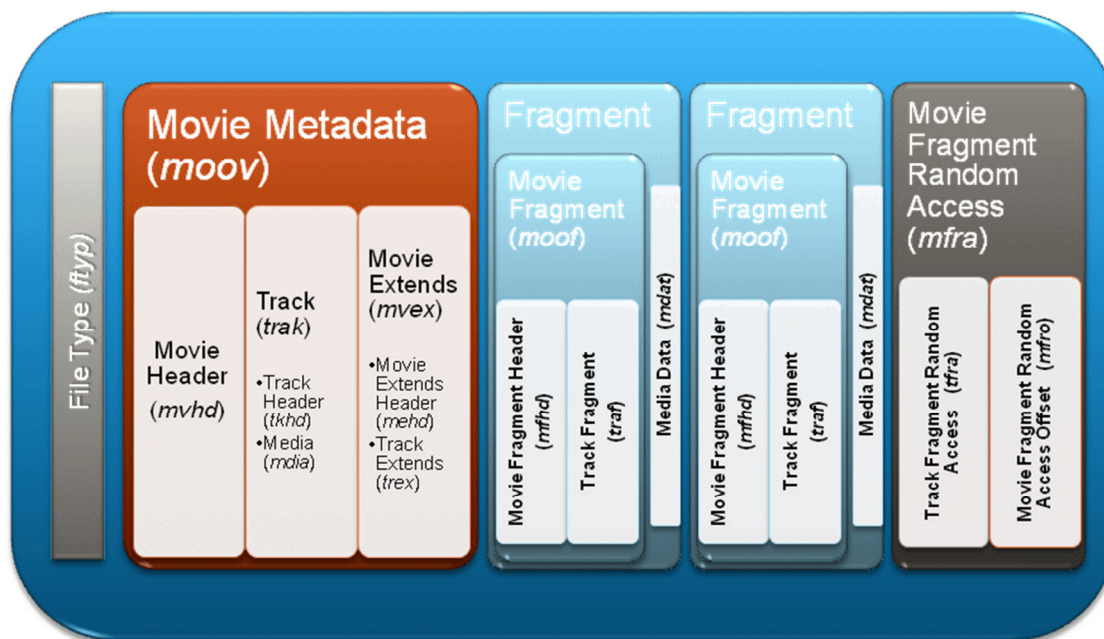 File Type (ftyp)
Movie Metadata
(moov)
Movie
Header
(mvhd)
Track
(trak)
•Track
Header
(tkhd)
•Media
(mdia)
Movie
Extends
(mvex)
•Movie
Extends
Header
(mehd)
•Track
Extends
(trex)
Fragment
Movie
Fragment
(moof)
Movie Fragment Header
(mfhd)
Track Fragment
(traf)
Media Data (mdat)
Fragment
Movie
Fragment
(moof)
Movie Fragment Header
(mfhd)
Track Fragment
(traf)
Media Data (mdat)
Movie
Fragment
Random
Access
(mfra)
Track Fragment Random
Access (tfra)
Movie Fragment Random
Access Offset (mfro)